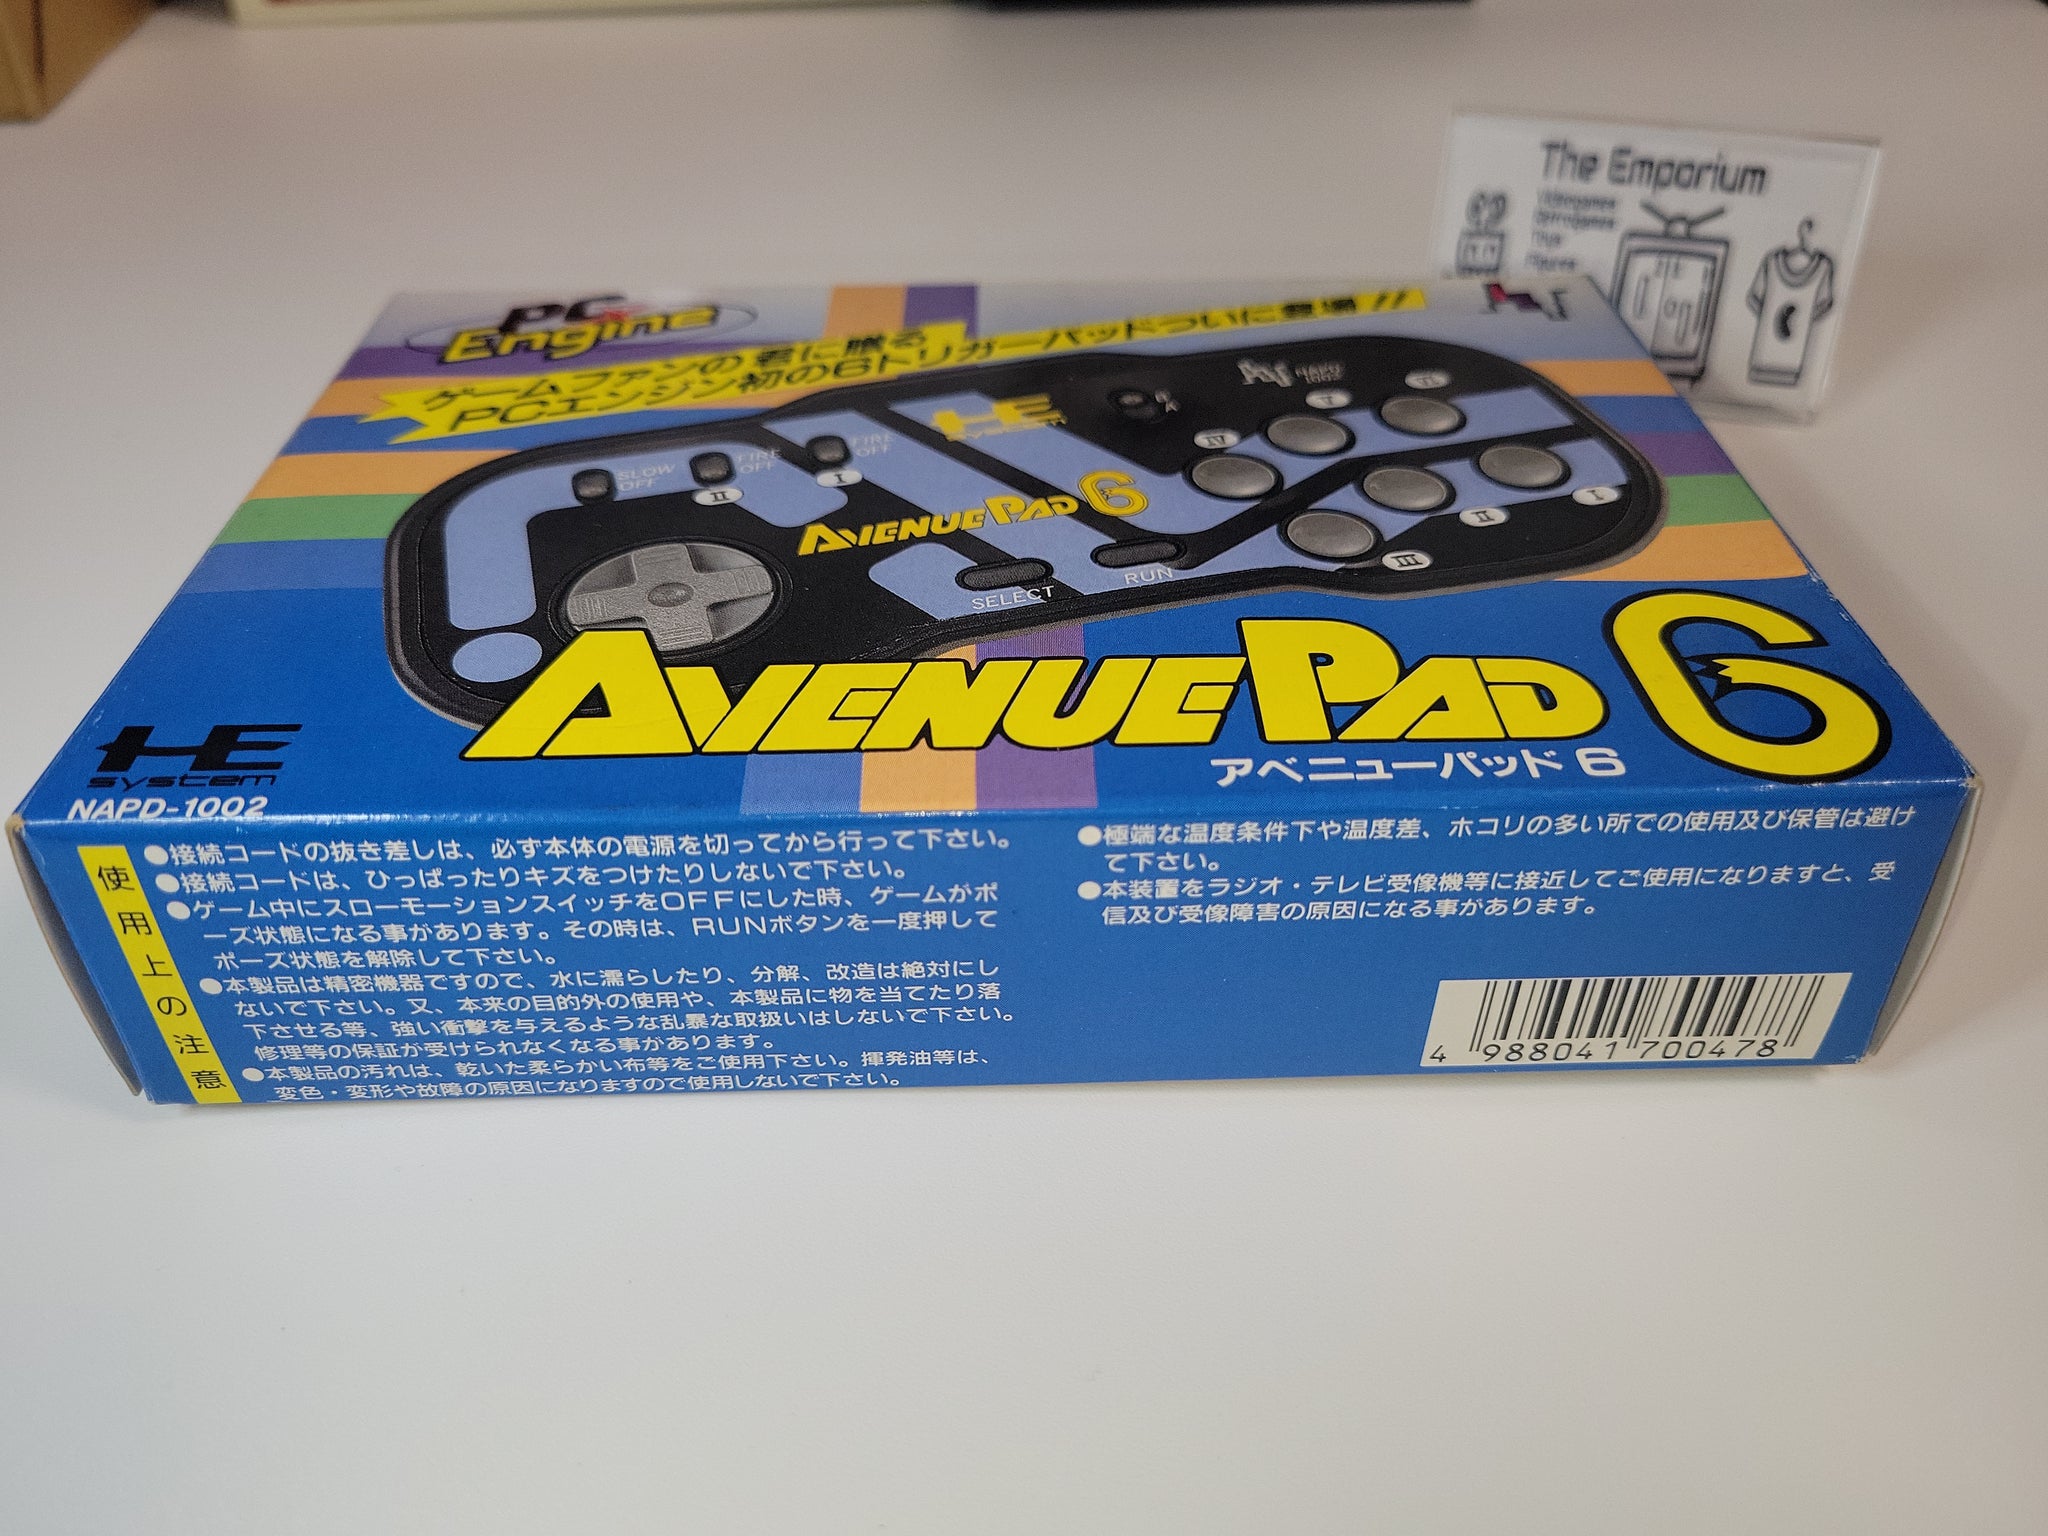 The Emporium
PC
Engine
ゲームファンの君に贈る
PCエンジン初の6トリガーパッドついに登場!!
HE
SYSTEM
SLOW
OFF
FIRE
OFF
FIRE
OFF
II
I
IV
V
VI
AVENUE PAD 6
III
II
I
SELECT
RUN
AVENUE PAD 6
アベニューパッド 6
HE
system
NAPD-1002
使用上の注意
●接続コードの抜き差しは、必ず本体の電源を切ってから行って下さい。
●接続コードは、ひっぱったりキズをつけたりしないで下さい。
●ゲーム中にスローモーションスイッチをOFFにした時、ゲームがポ
ーズ状態になる事があります。その時は、RUNボタンを一度押して
ポーズ状態を解除して下さい。
●本製品は精密機器ですので、水に濡らしたり、分解、改造は絶対にし
ないで下さい。又、本来の目的外の使用や、本製品に物を当てたり落
下させる等、強い衝撃を与えるような乱暴な取扱いはしないで下さい。
修理等の保証が受けられなくなる事があります。
●本製品の汚れは、乾いた柔らかい布等をご使用下さい。揮発油等は、
変色・変形や故障の原因になりますので使用しないで下さい。
●極端な温度条件下や温度差、ホコリの多い所での使用及び保管は避け
て下さい。
●本装置をラジオ・テレビ受像機等に接近してご使用になりますと、受
信及び受像障害の原因になる事があります。
4 988041 700478